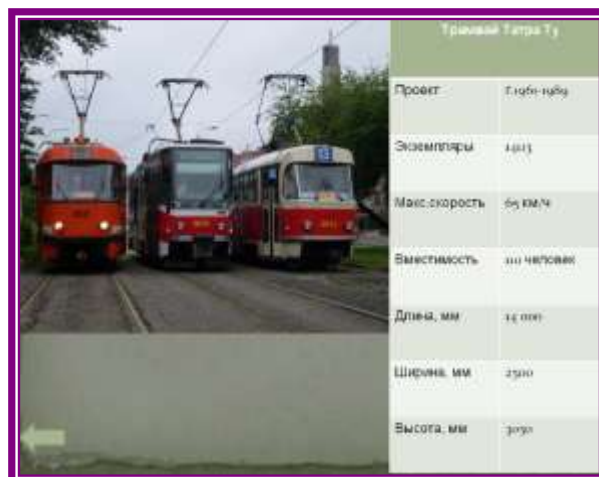 Трамвай Татра Т3
Проект г.1961-1989
Экземпляры
Макс.скорость 65 км/ч
Вместимость 110 человек
Длина, мм 14 000
Ширина, мм 2500
Высота, мм 3050
13